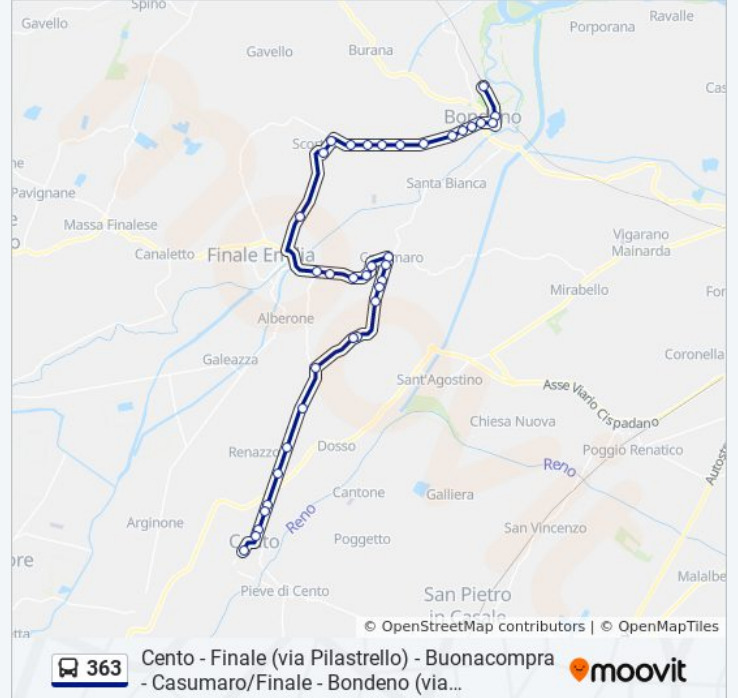 Spino
Gavello
Ravalle
Porporana
Gavello
Burana
Bondeno
Pavignane
Santa Bianca
Massa Finalese
Vigarano
Mainarda
Canaletto
Finale Emilia
Casumaro
Mirabello
Alberone
Galeazza
Coronella
Sant'Agostino
Asse Viario Cispadano
Chiesa Nuova
Renazzo
Dosso
Poggio Renatico
Autost
Reno
Cantone
Galliera
Reno
Arginone
San Vincenzo
Cento
Poggetto
Malalbe
Pieve di Cento
San Pietro
in Casale
© OpenStreetMap contributors | © OpenMapTiles
363
Cento - Finale (via Pilastrello) - Buonacompra
- Casumaro/Finale - Bondeno (via...
moovit